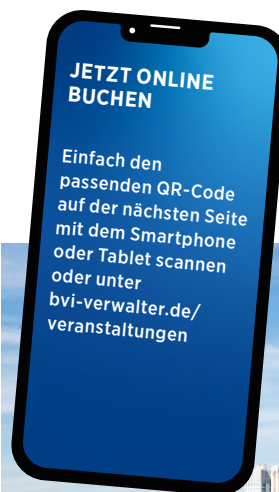 JETZT ONLINE
BUCHEN
Einfach den
passenden QR-Code
auf der nächsten Seite
mit dem Smartphone
oder Tablet scannen
oder unter
bvi-verwalter.de/
veranstaltungen